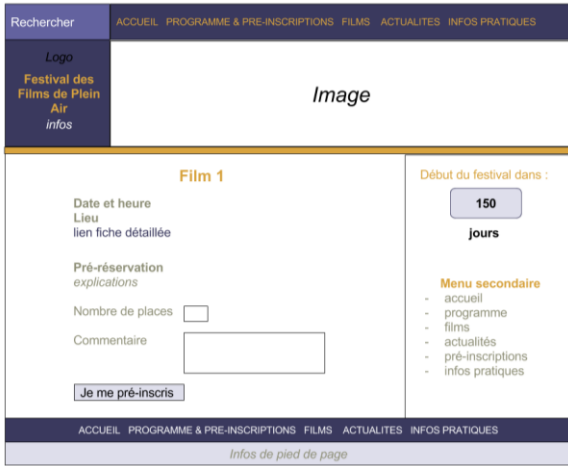 Rechercher
ACCUEIL PROGRAMME & PRE-INSCRIPTIONS FILMS ACTUALITES INFOS PRATIQUES
Logo
Festival des
Films de Plein
Air
infos
Image
Film 1
Date et heure
Lieu
lien fiche détaillée
Pré-réservation
explications
Nombre de places
Commentaire
Je me pré-inscris
Début du festival dans :
150
jours
Menu secondaire
- accueil
- programme
- films
- actualités
- pré-inscriptions
- infos pratiques
ACCUEIL PROGRAMME & PRE-INSCRIPTIONS FILMS ACTUALITES INFOS PRATIQUES
Infos de pied de page